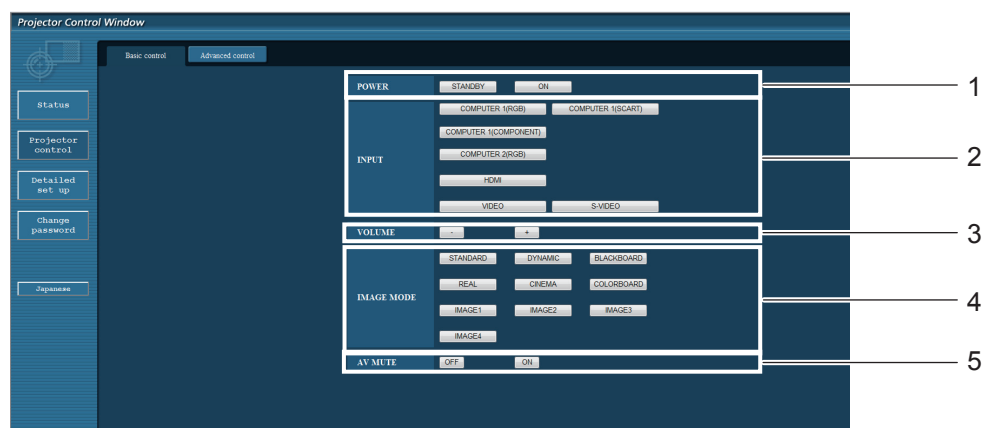 Projector Control Window
Basic control Advanced control
Status
Projector
control
Detailed
set up
Change
password
Japanese
POWER STANDBY ON 1
INPUT
COMPUTER 1(RGB) COMPUTER 1(SCART)
COMPUTER 1(COMPONENT)
COMPUTER 2(RGB)
HDMI
VIDEO S-VIDEO
2
VOLUME - + 3
IMAGE MODE
STANDARD DYNAMIC BLACKBOARD
REAL CINEMA COLORBOARD
IMAGE1 IMAGE2 IMAGE3
IMAGE4
4
AV MUTE OFF ON 5